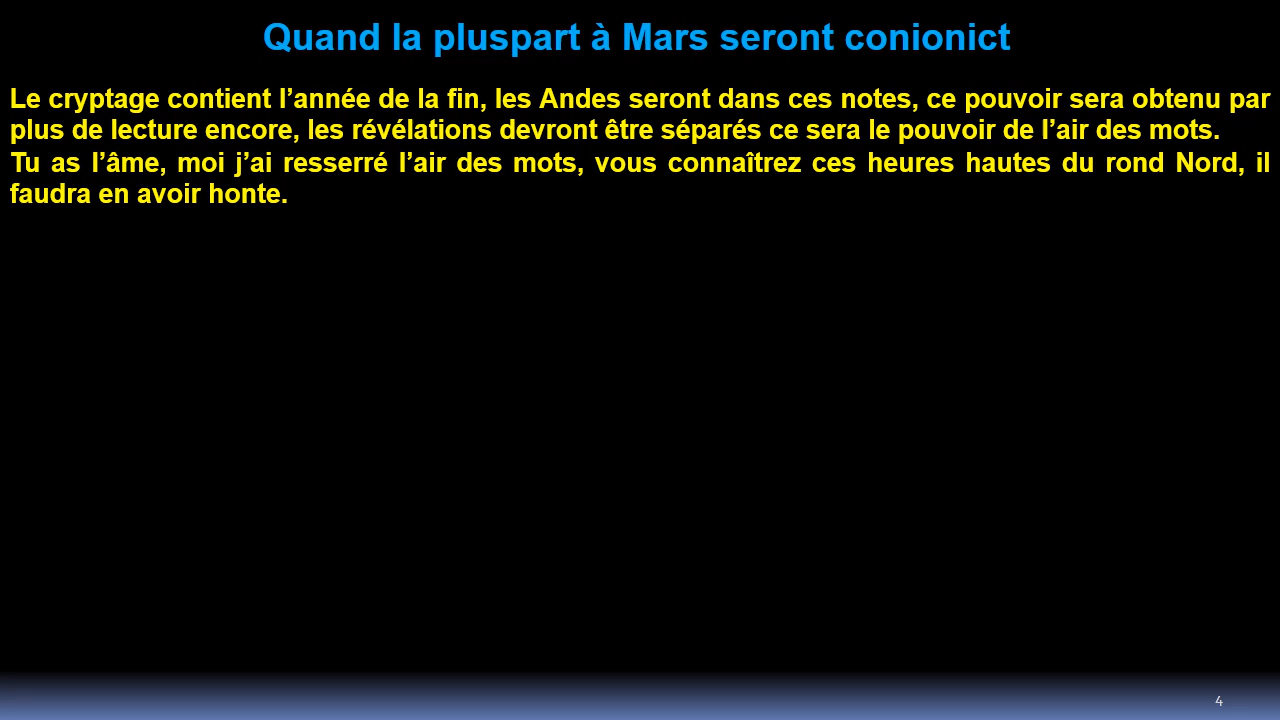 Quand la pluspart à Mars seront conionict
Le cryptage contient l’année de la fin, les Andes seront dans ces notes, ce pouvoir sera obtenu par
plus de lecture encore, les révélations devront être séparés ce sera le pouvoir de l’air des mots.
Tu as l’âme, moi j’ai resserré l’air des mots, vous connaîtrez ces heures hautes du rond Nord, il
faudra en avoir honte.
4